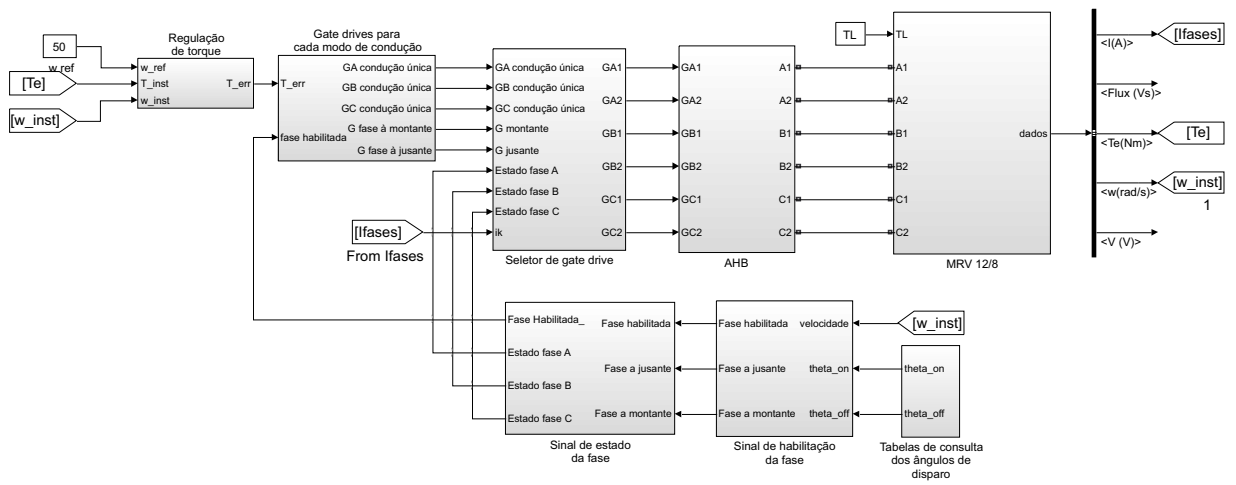 Regulação
de torque
50
w_ref
[Te]
[w_inst]
w_ref
T_inst
w_inst
T_err
Gate drives para
cada modo de condução
T_err
fase habilitada
GA condução única
GB condução única
GC condução única
G fase à montante
G fase à jusante
GA condução única
GB condução única
GC condução única
G montante
G jusante
Estado fase A
Estado fase B
Estado fase C
ik
GA1
GA2
GB1
GB2
GC1
GC2
Seletor de gate drive
[Ifases]
From Ifases
GA1
GA2
GB1
GB2
GC1
GC2
A1
A2
B1
B2
C1
C2
AHB
TL
TL
A1
A2
B1
B2
C1
C2
dados
MRV 12/8
<I(A)>
[Ifases]
<Flux (Vs)>
<Te(Nm)>
[Te]
<w(rad/s)>
[w_inst]
1
<V (V)>
Fase Habilitada_
Estado fase A
Estado fase B
Estado fase C
Fase habilitada
Fase a jusante
Fase a montante
Sinal de estado
da fase
Fase habilitada
Fase a jusante
Fase a montante
velocidade
theta_on
theta_off
Sinal de habilitação
da fase
[w_inst]
theta_on
theta_off
Tabelas de consulta
dos ângulos de
disparo